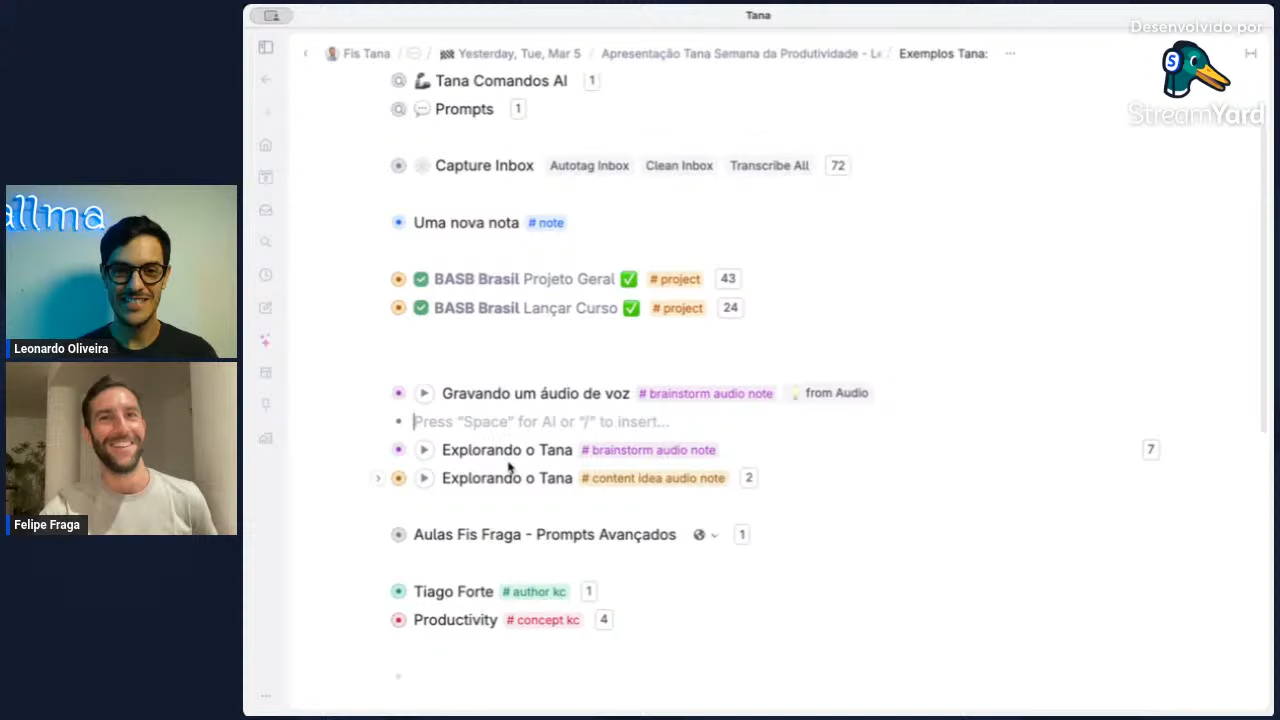 Tana
Desenvolvido por
StreamYard
Fis Tana / / Yesterday, Tue, Mar 5 / Apresentação Tana Semana da Produtividade - Le / Exemplos Tana: ...
Tana Comandos AI 1
Prompts 1
Capture Inbox Autotag Inbox Clean Inbox Transcribe All 72
Uma nova nota # note
BASB Brasil Projeto Geral ✅ # project 43
BASB Brasil Lançar Curso ✅ # project 24
Gravando um áudio de voz # brainstorm audio note from Audio
Press “Space” for AI or “/” to insert...
Explorando o Tana # brainstorm audio note 7
Explorando o Tana # content idea audio note 2
Aulas Fis Fraga - Prompts Avançados 1
Tiago Forte # author kc 1
Productivity # concept kc 4
allma
Leonardo Oliveira
Felipe Fraga